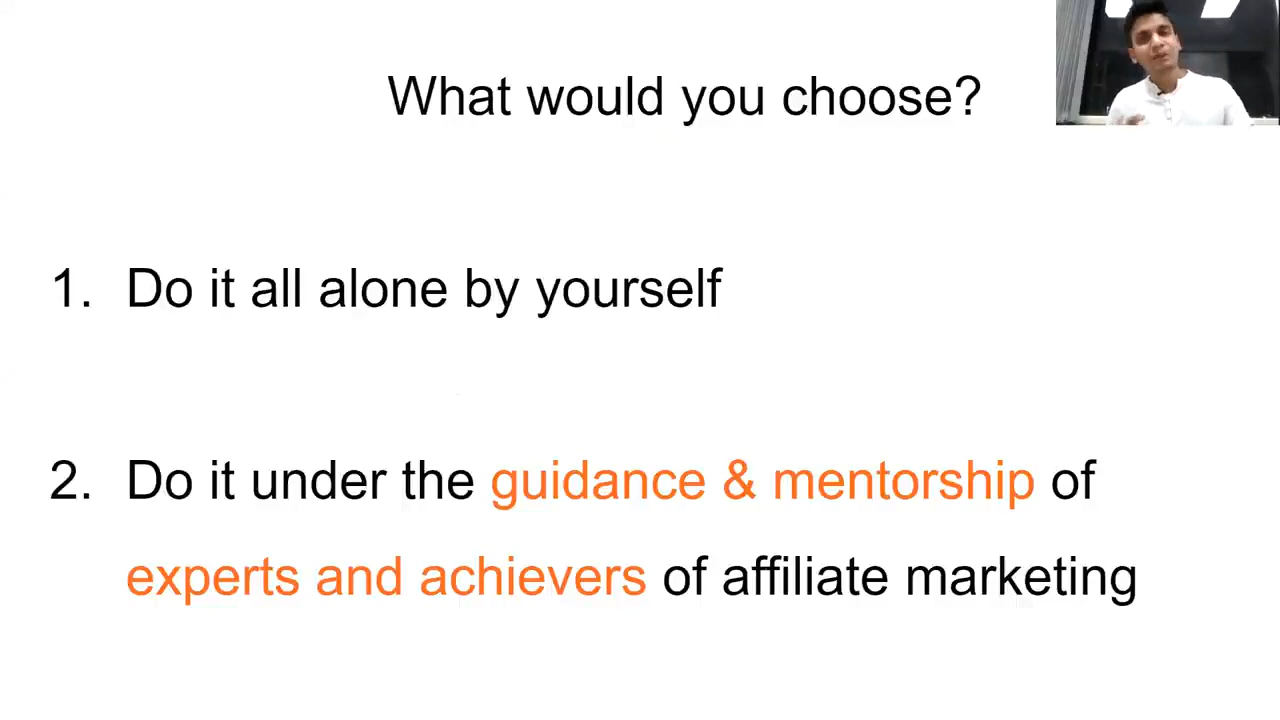 What would you choose?
1. Do it all alone by yourself
2. Do it under the guidance & mentorship of
experts and achievers of affiliate marketing